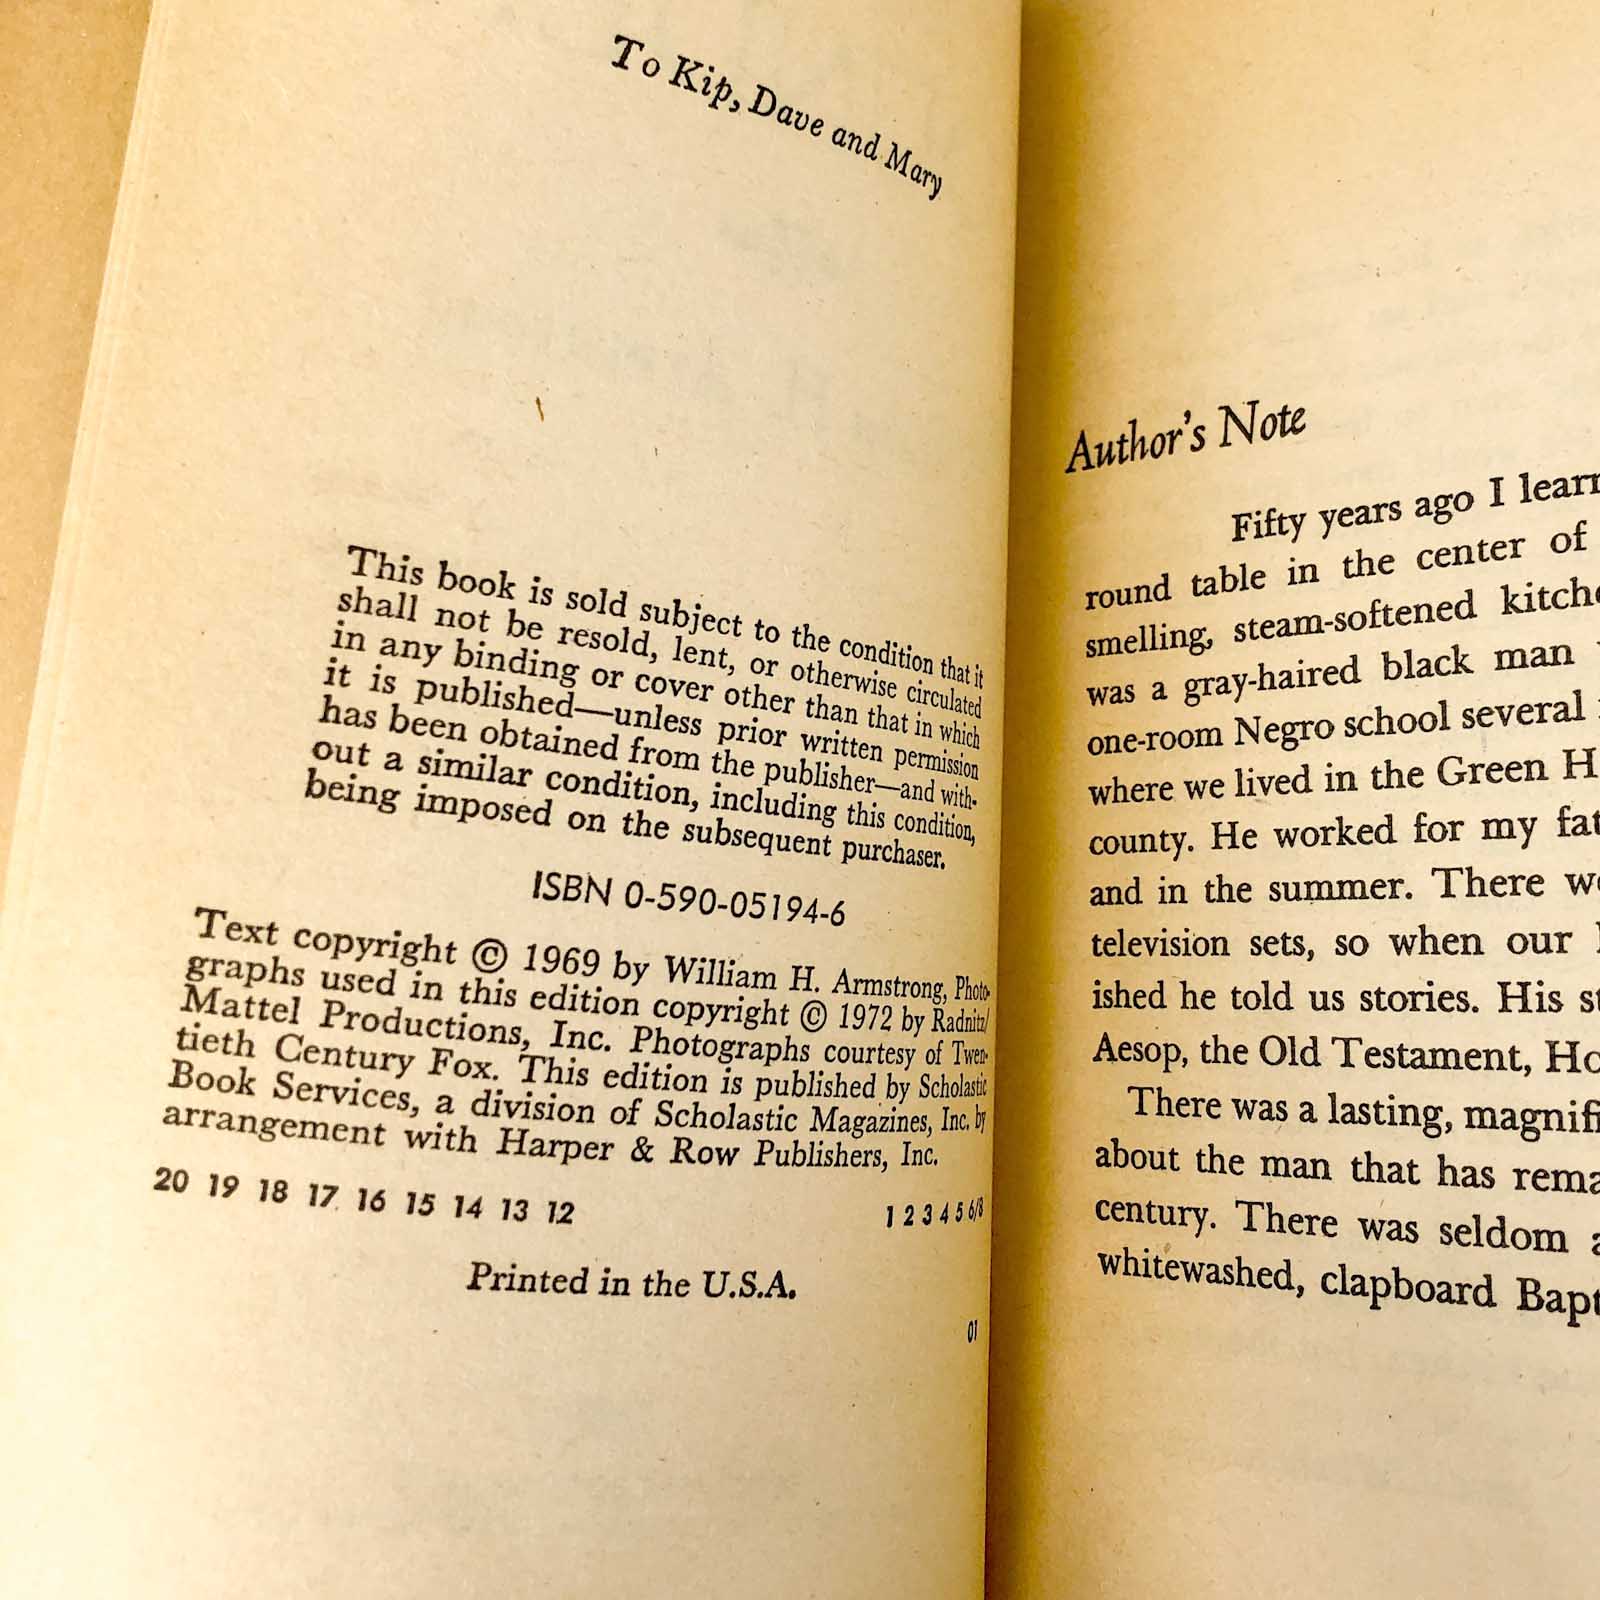 To Kip, Dave and Mary
This book is sold subject to the condition that it
shall not be resold, lent, or otherwise circulated
in any binding or cover other than that in which
it is published—unless prior written permission
has been obtained from the publisher—and with-
out a similar condition, including this condition,
being imposed on the subsequent purchaser.
ISBN 0-590-05194-6
Text copyright © 1969 by William H. Armstrong, Photo-
graphs used in this edition copyright © 1972 by Radnitz/
Mattel Productions, Inc. Photographs courtesy of Twen-
tieth Century Fox. This edition is published by Scholastic
Book Services, a division of Scholastic Magazines, Inc. by
arrangement with Harper & Row Publishers, Inc.
20 19 18 17 16 15 14 13 12 1 2 3 4 5 6/8
Printed in the U.S.A.
01
Author's Note
Fifty years ago I
round table in the center of
smelling, steam-softened
was a gray-haired black man
one-room Negro school several
where we lived in the Green
county. He worked for my
and in the summer. There
television sets, so when our
ished he told us stories. His
Aesop, the Old Testament,
There was a lasting,
about the man that has
century. There was seldom
whitewashed, clapboard